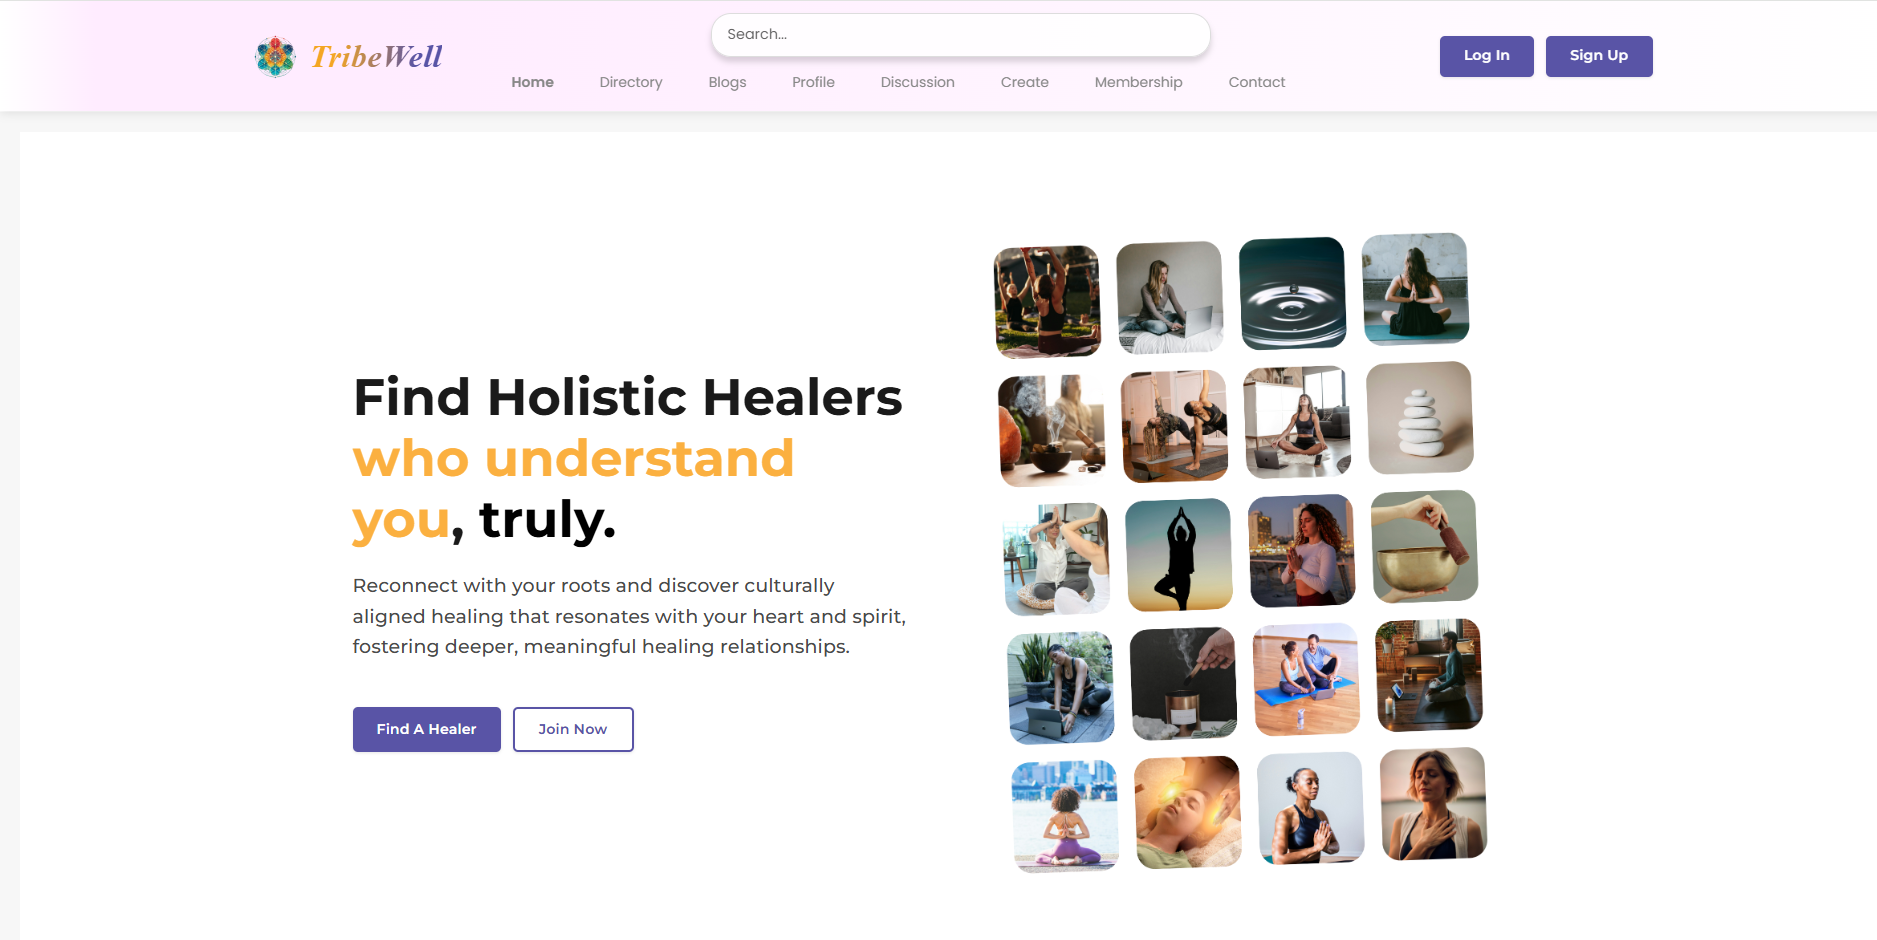 TribeWell
Search...
Home Directory Blogs Profile Discussion Create Membership Contact
Log In Sign Up
Find Holistic Healers
who understand
you, truly.
Reconnect with your roots and discover culturally
aligned healing that resonates with your heart and spirit,
fostering deeper, meaningful healing relationships.
Find A Healer Join Now